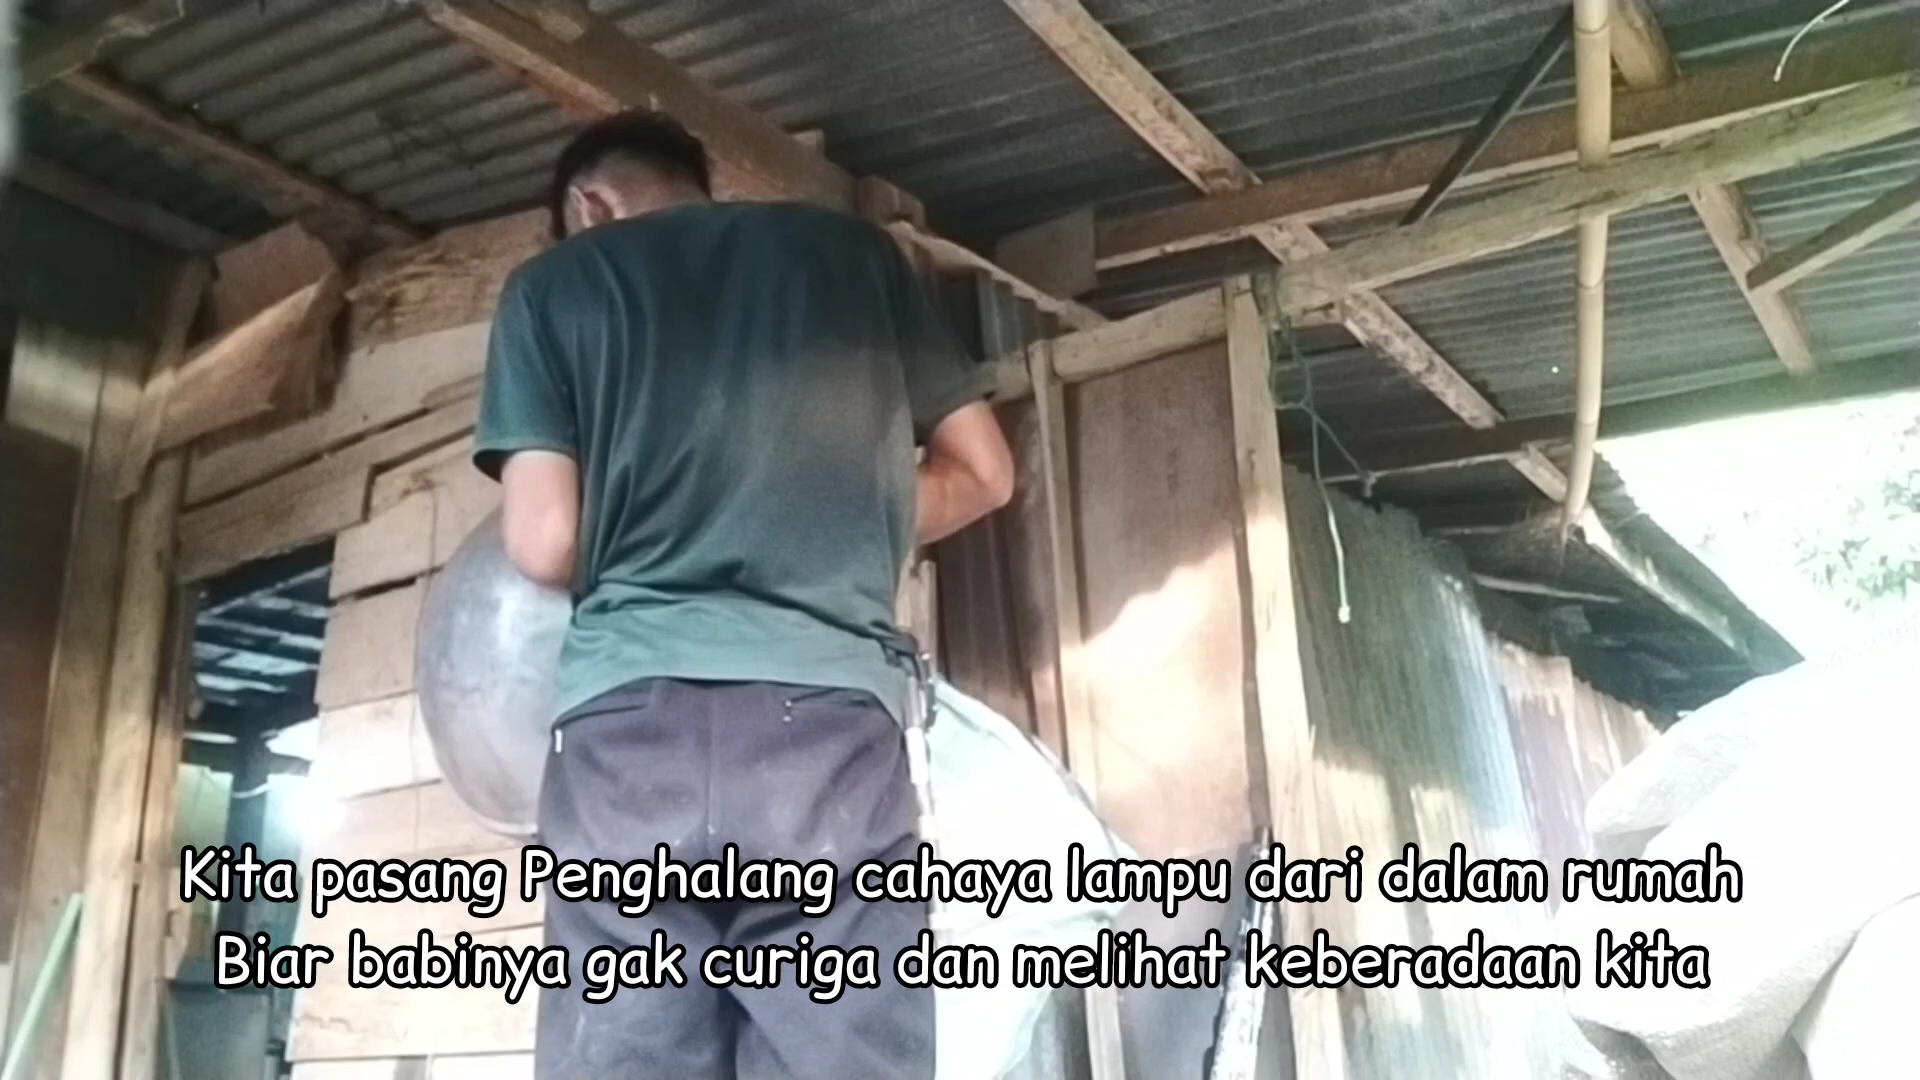 Kita pasang Penghalang cahaya lampu dari dalam rumah
Biar babinya gak curiga dan melihat keberadaan kita